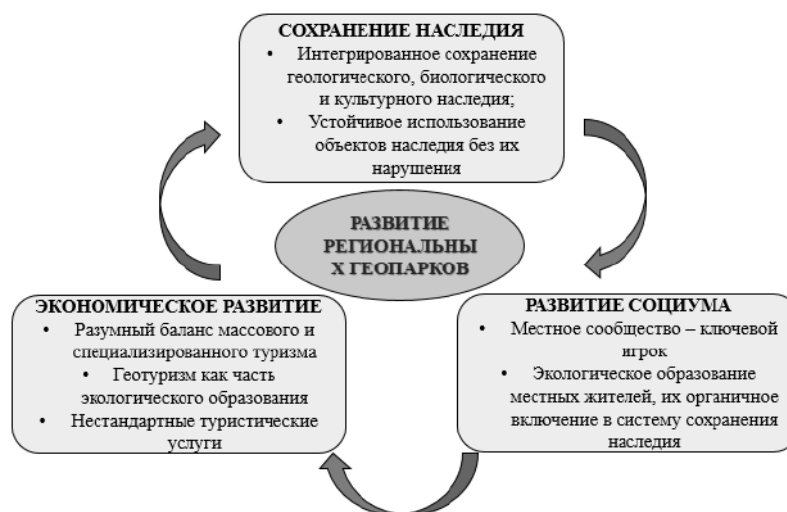 СОХРАНЕНИЕ НАСЛЕДИЯ
• Интегрированное сохранение
геологического, биологического
и культурного наследия;
• Устойчивое использование
объектов наследия без их
нарушения
РАЗВИТИЕ
РЕГИОНАЛЬНЫ
Х ГЕОПАРКОВ
ЭКОНОМИЧЕСКОЕ РАЗВИТИЕ
• Разумный баланс массового и
специализированного туризма
• Геотуризм как часть
экологического образования
• Нестандартные туристические
услуги
РАЗВИТИЕ СОЦИУМА
• Местное сообщество – ключевой
игрок
• Экологическое образование
местных жителей, их органичное
включение в систему сохранения
наследия